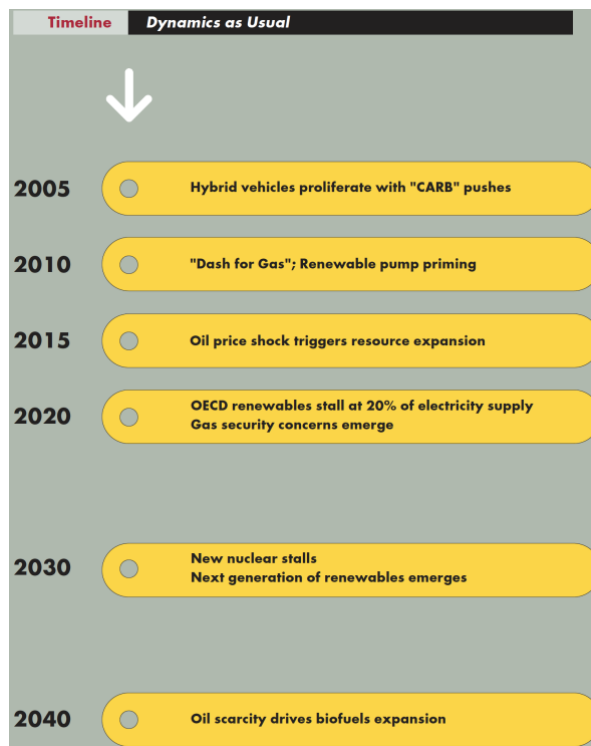 Timeline Dynamics as Usual
2005 Hybrid vehicles proliferate with "CARB" pushes
2010 "Dash for Gas"; Renewable pump priming
2015 Oil price shock triggers resource expansion
2020 OECD renewables stall at 20% of electricity supply
Gas security concerns emerge
2030 New nuclear stalls
Next generation of renewables emerges
2040 Oil scarcity drives biofuels expansion